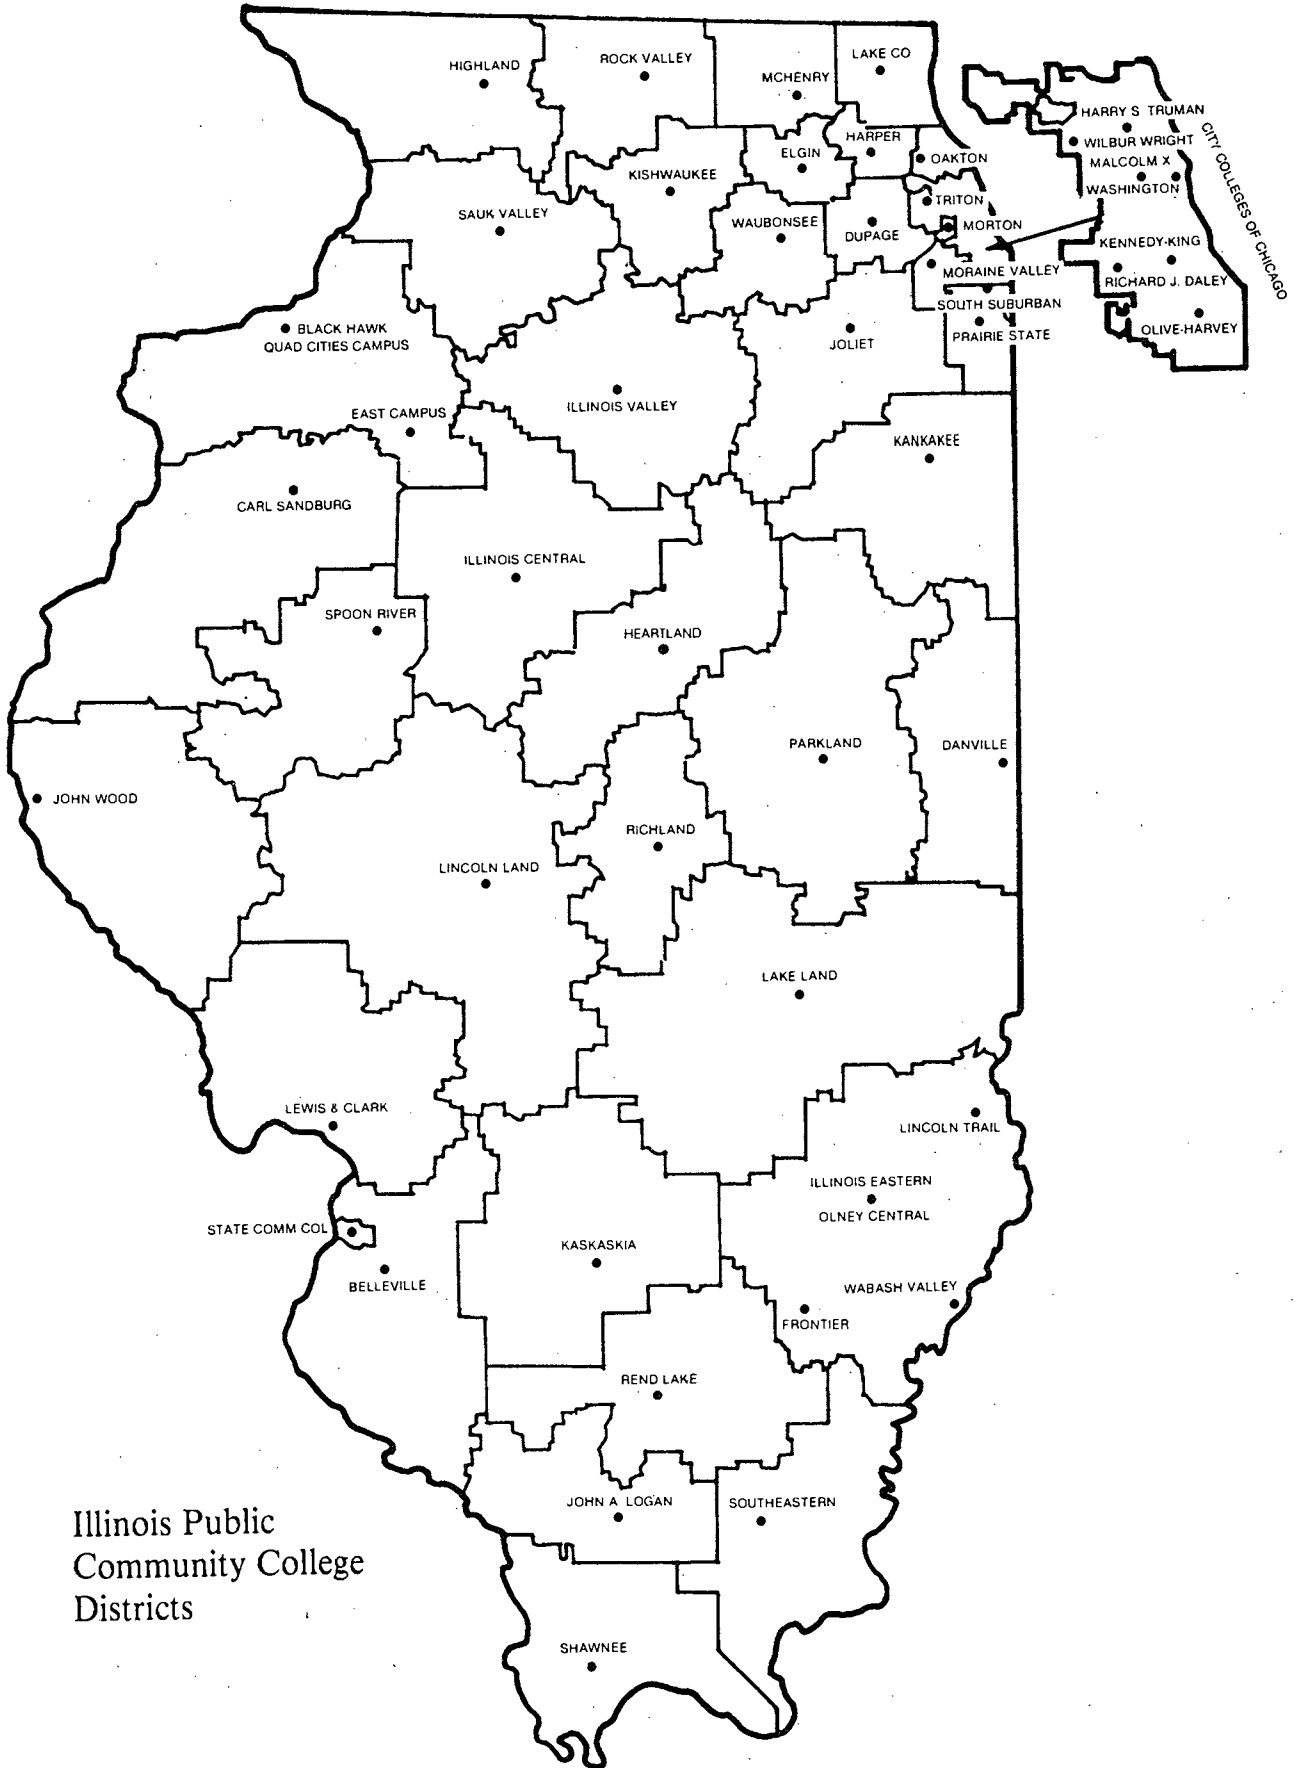 HIGHLAND
ROCK VALLEY
MCHENRY
LAKE CO
HARRY S TRUMAN
WILBUR WRIGHT
MALCOLM X
WASHINGTON
CITY COLLEGES OF CHICAGO
KENNEDY-KING
RICHARD J. DALEY
OLIVE-HARVEY
HARPER
ELGIN
OAKTON
KISHWAUKEE
TRITON
SAUK VALLEY
WAUBONSEE
DUPAGE
MORTON
MORAINE VALLEY
SOUTH SUBURBAN
PRAIRIE STATE
BLACK HAWK
QUAD CITIES CAMPUS
JOLIET
EAST CAMPUS
ILLINOIS VALLEY
KANKAKEE
CARL SANDBURG
ILLINOIS CENTRAL
SPOON RIVER
HEARTLAND
PARKLAND
DANVILLE
JOHN WOOD
RICHLAND
LINCOLN LAND
LAKE LAND
LEWIS & CLARK
LINCOLN TRAIL
ILLINOIS EASTERN
OLNEY CENTRAL
STATE COMM COL
KASKASKIA
BELLEVILLE
WABASH VALLEY
FRONTIER
REND LAKE
JOHN A LOGAN
SOUTHEASTERN
Illinois Public
Community College
Districts
SHAWNEE